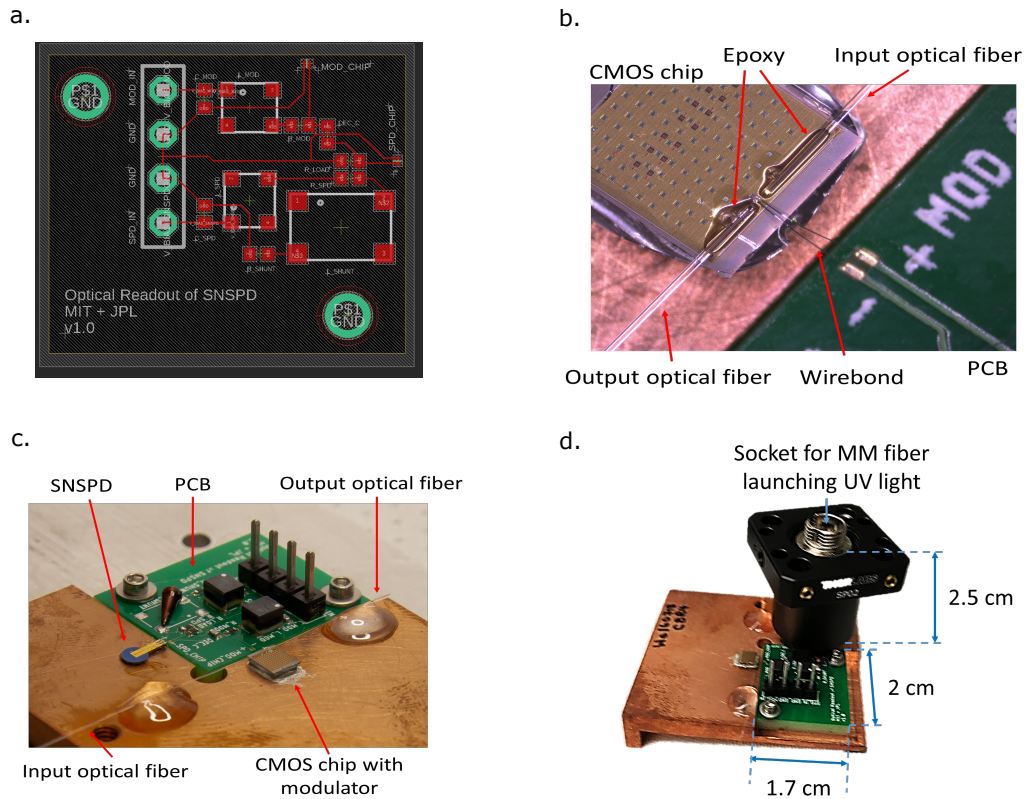 a.
P$1
GND
MOD_IN
GND
GND
SPD_IN
C_MOD
L_MOD
MOD_CHIP
DEC_C
R_MOD
SPD_CHIP
R_LOAD
R_SPD
L_SPD
C_SPD
R_SHUNT
L_SHUNT
P$1
GND
Optical Readout of SNSPD
MIT + JPL
v1.0
b.
CMOS chip
Epoxy
Input optical fiber
+ MOD -
Output optical fiber
Wirebond
PCB
c.
SNSPD
PCB
Output optical fiber
Input optical fiber
CMOS chip with
modulator
d.
Socket for MM fiber
launching UV light
THORLABS
SP02
2.5 cm
2 cm
1.7 cm